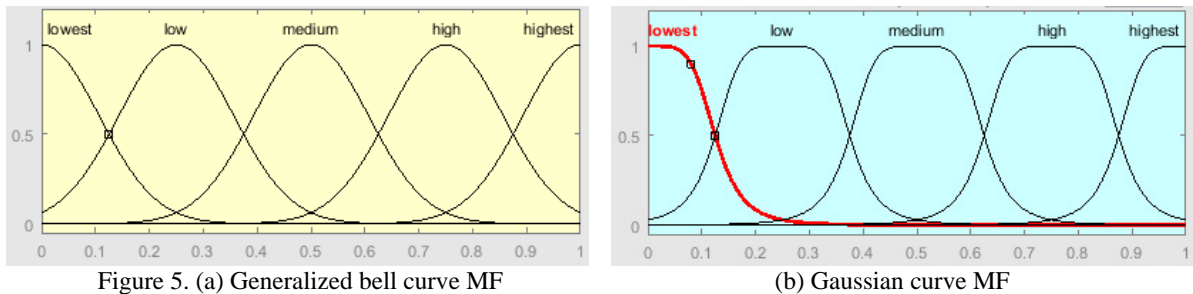 lowest low medium high highest
1
0.5
0
0 0.1 0.2 0.3 0.4 0.5 0.6 0.7 0.8 0.9 1
Figure 5. (a) Generalized bell curve MF
lowest low medium high highest
1
0.5
0
0 0.1 0.2 0.3 0.4 0.5 0.6 0.7 0.8 0.9 1
(b) Gaussian curve MF